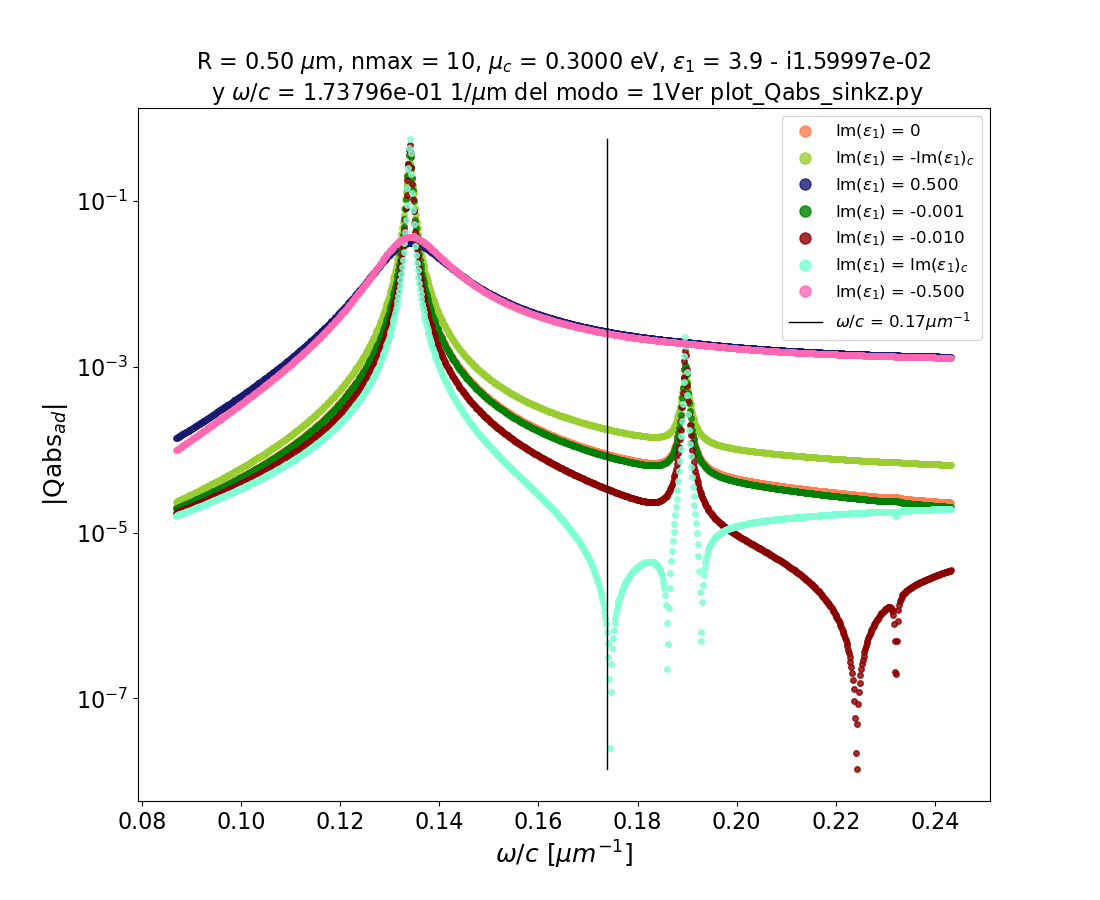 R = 0.50 μm, nmax = 10, μ_c = 0.3000 eV, ε₁ = 3.9 - i1.59997e-02
y ω/c = 1.73796e-01 1/μm del modo = 1Ver plot_Qabs_sinkz.py
Im(ε₁) = 0
Im(ε₁) = -Im(ε₁)_c
Im(ε₁) = 0.500
Im(ε₁) = -0.001
Im(ε₁) = -0.010
Im(ε₁) = Im(ε₁)_c
Im(ε₁) = -0.500
ω/c = 0.17μm⁻¹
|Qabs_ad|
10⁻¹
10⁻³
10⁻⁵
10⁻⁷
0.08 0.10 0.12 0.14 0.16 0.18 0.20 0.22 0.24
ω/c [μm⁻¹]